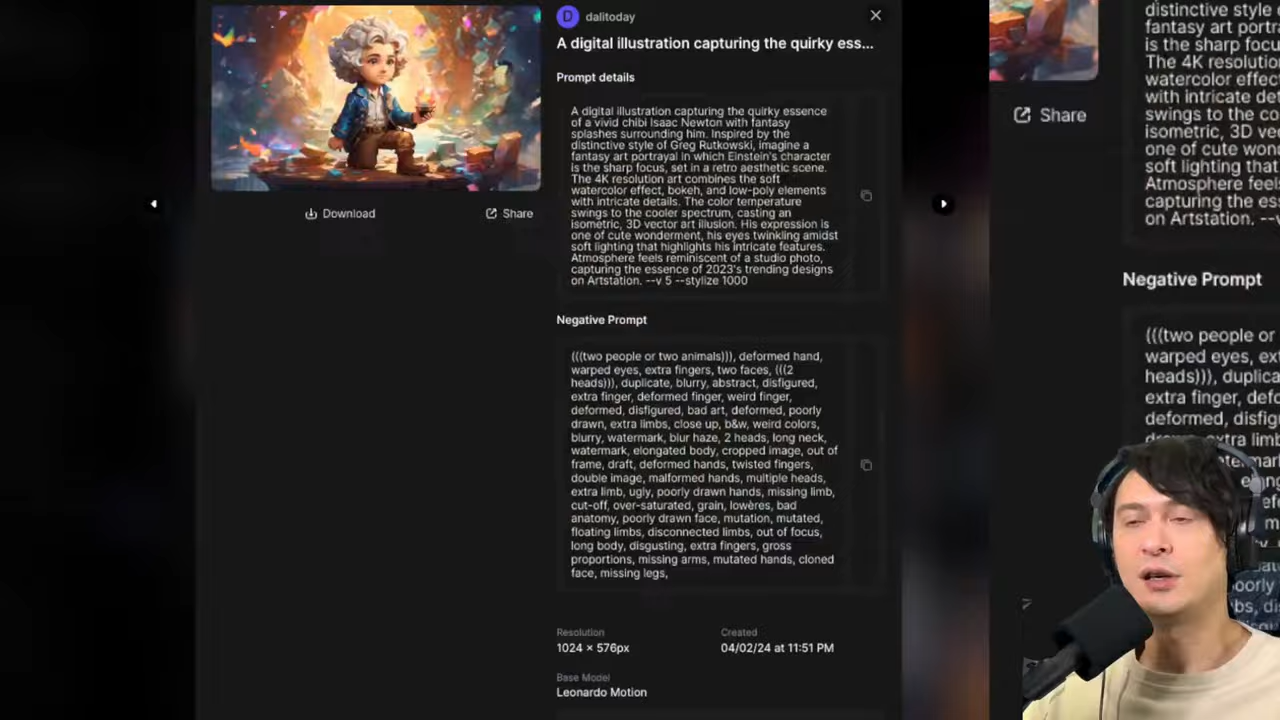 D dalitoday
A digital illustration capturing the quirky ess...
Prompt details
A digital illustration capturing the quirky essence
of a vivid chibi Isaac Newton with fantasy
splashes surrounding him. Inspired by the
distinctive style of Greg Rutkowski, imagine a
fantasy art portrayal in which Einstein's character
is the sharp focus, set in a retro aesthetic scene.
The 4K resolution art combines the soft
watercolor effect, bokeh, and low-poly elements
with intricate details. The color temperature
swings to the cooler spectrum, casting an
isometric, 3D vector art illusion. His expression is
one of cute wonderment, his eyes twinkling amidst
soft lighting that highlights his intricate features.
Atmosphere feels reminiscent of a studio photo,
capturing the essence of 2023's trending designs
on Artstation. --v 5 --stylize 1000
Download
Share
Negative Prompt
(((two people or two animals))), deformed hand,
warped eyes, extra fingers, two faces, (((2
heads))), duplicate, blurry, abstract, disfigured,
extra finger, deformed finger, weird finger,
deformed, disfigured, bad art, deformed, poorly
drawn, extra limbs, close up, b&w, weird colors,
blurry, watermark, blur haze, 2 heads, long neck,
watermark, elongated body, cropped image, out of
frame, draft, deformed hands, twisted fingers,
double image, malformed hands, multiple heads,
extra limb, ugly, poorly drawn hands, missing limb,
cut-off, over-saturated, grain, lowères, bad
anatomy, poorly drawn face, mutation, mutated,
floating limbs, disconnected limbs, out of focus,
long body, disgusting, extra fingers, gross
proportions, missing arms, mutated hands, cloned
face, missing legs,
Resolution
1024 × 576px
Created
04/02/24 at 11:51 PM
Base Model
Leonardo Motion
distinctive style o
fantasy art portr
is the sharp focu
The 4K resolution
watercolor effec
with intricate det
swings to the co
isometric, 3D ve
one of cute won
soft lighting that
Atmosphere feel
capturing the es
on Artstation. --
Share
Negative Prompt
(((two people or
warped eyes, ex
heads))), duplica
extra finger, defo
deformed, disfig